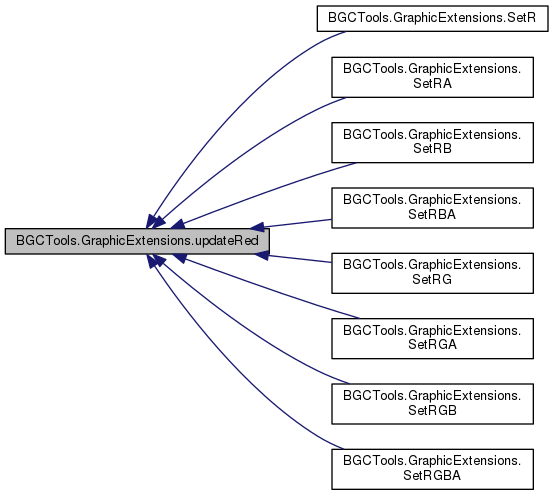 BGCTools.GraphicExtensions.SetR
BGCTools.GraphicExtensions.
SetRA
BGCTools.GraphicExtensions.
SetRB
BGCTools.GraphicExtensions.
SetRBA
BGCTools.GraphicExtensions.updateRed
BGCTools.GraphicExtensions.
SetRG
BGCTools.GraphicExtensions.
SetRGA
BGCTools.GraphicExtensions.
SetRGB
BGCTools.GraphicExtensions.
SetRGBA